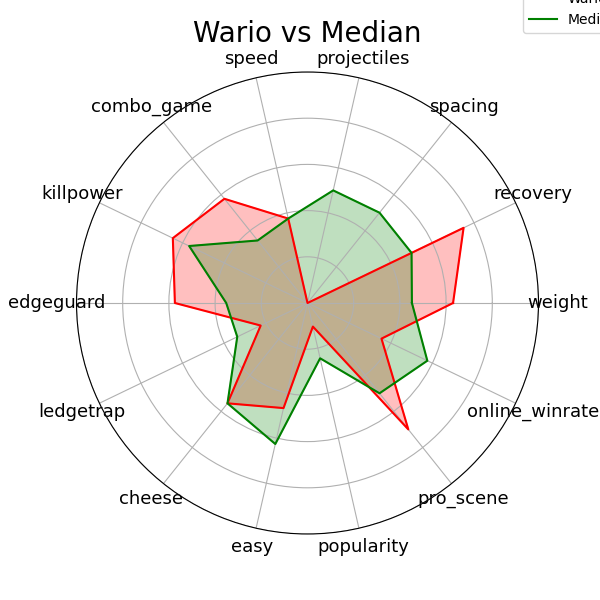 Wario vs Median
speed
projectiles
combo_game
spacing
killpower
recovery
edgeguard
weight
ledgetrap
online_winrate
cheese
pro_scene
easy
popularity